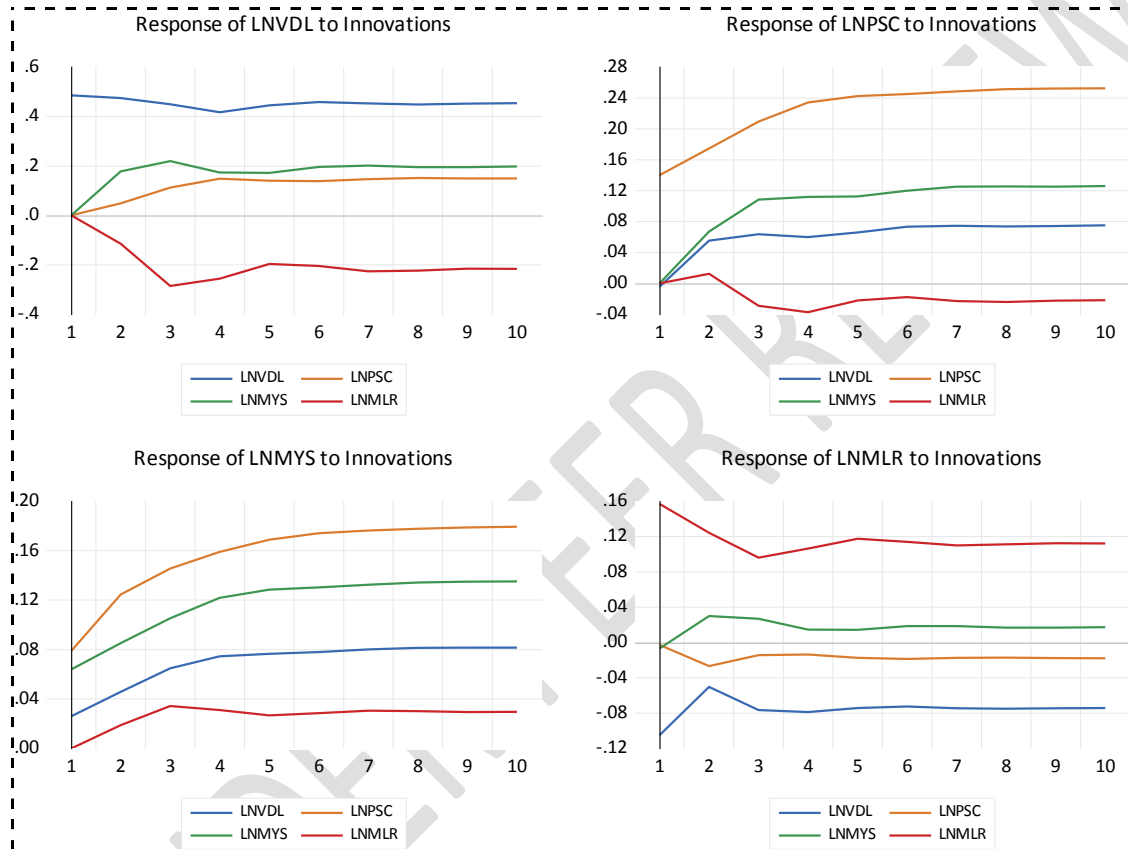 Response of LNVDL to Innovations
.6
.4
.2
.0
-.2
-.4
1 2 3 4 5 6 7 8 9 10
LNVDL LNPSC
LNMYS LNMLR
Response of LNPSC to Innovations
.28
.24
.20
.16
.12
.08
.04
.00
-.04
1 2 3 4 5 6 7 8 9 10
LNVDL LNPSC
LNMYS LNMLR
Response of LNMYS to Innovations
.20
.16
.12
.08
.04
.00
1 2 3 4 5 6 7 8 9 10
LNVDL LNPSC
LNMYS LNMLR
Response of LNMLR to Innovations
.16
.12
.08
.04
.00
-.04
-.08
-.12
1 2 3 4 5 6 7 8 9 10
LNVDL LNPSC
LNMYS LNMLR